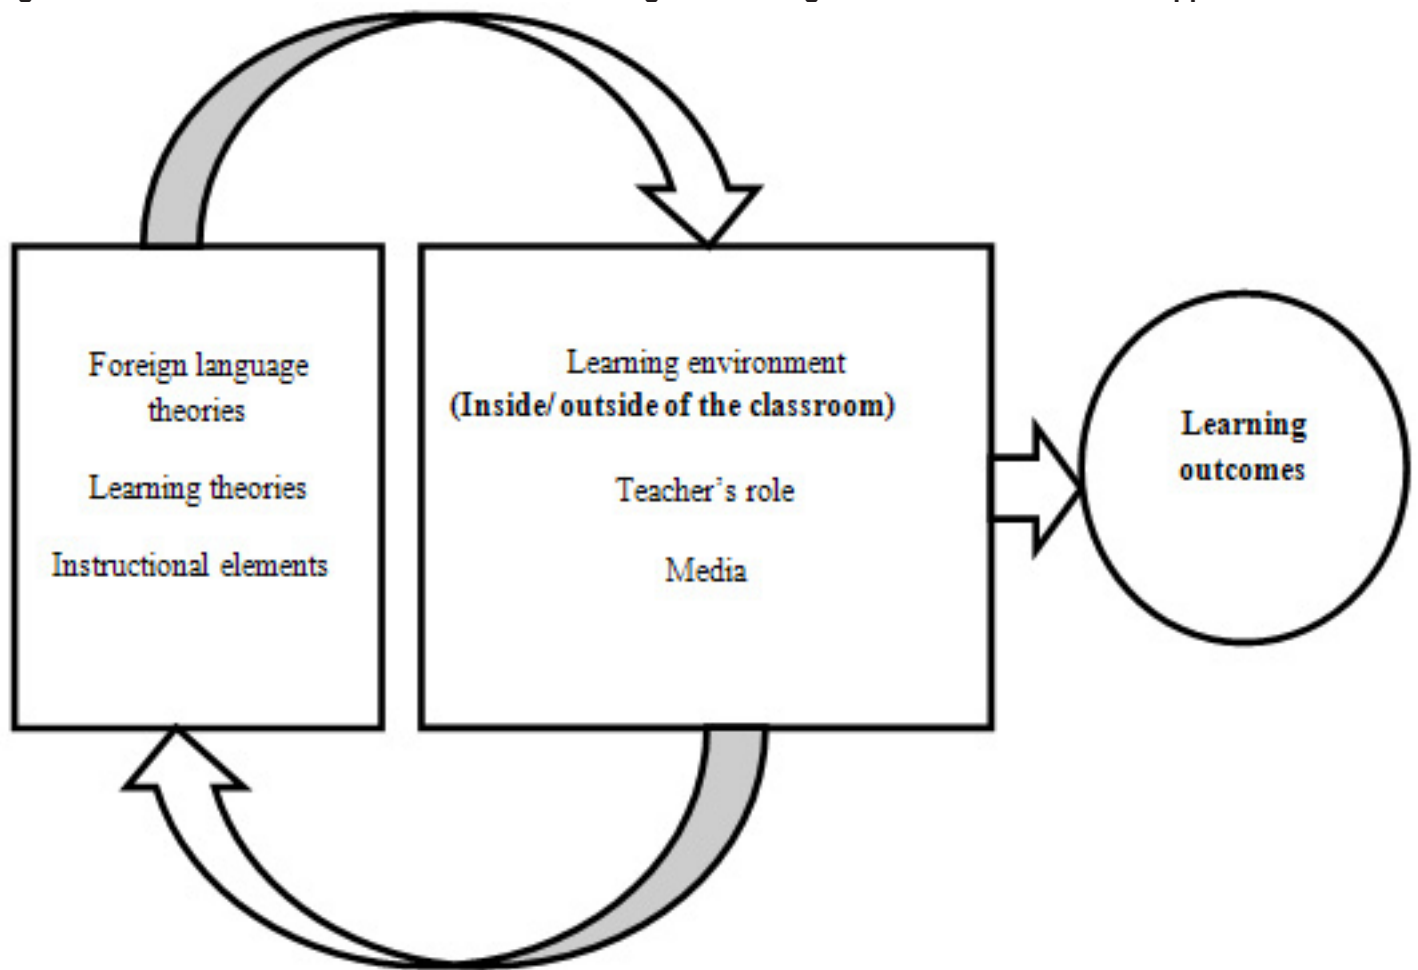 Foreign language
theories
Learning theories
Instructional elements
Learning environment
(Inside/ outside of the classroom)
Teacher’s role
Media
Learning
outcomes